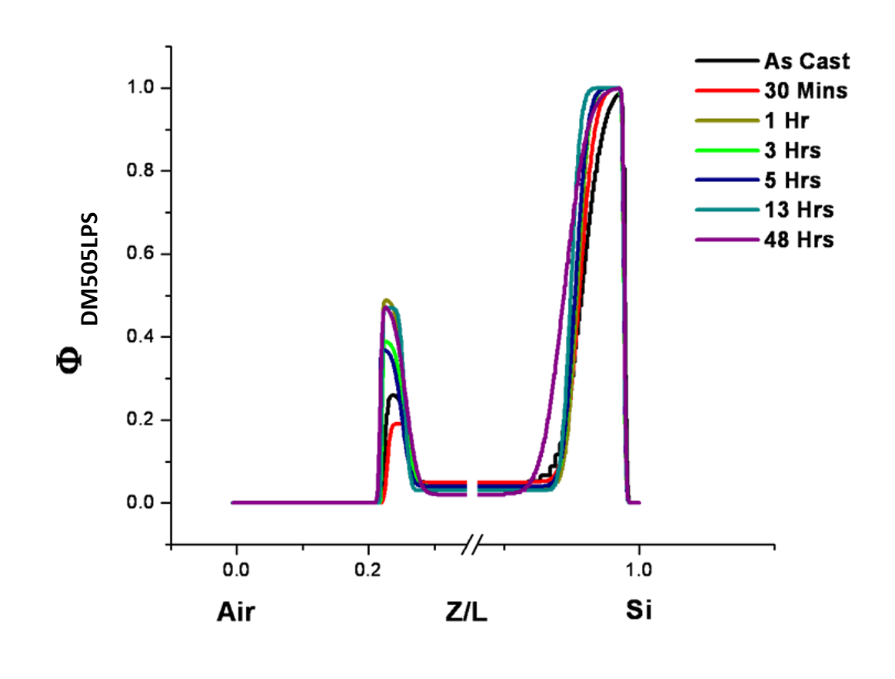 As Cast
30 Mins
1 Hr
3 Hrs
5 Hrs
13 Hrs
48 Hrs
Φ DM505LPS
1.0
0.8
0.6
0.4
0.2
0.0
0.0 0.2 1.0
Air Z/L Si